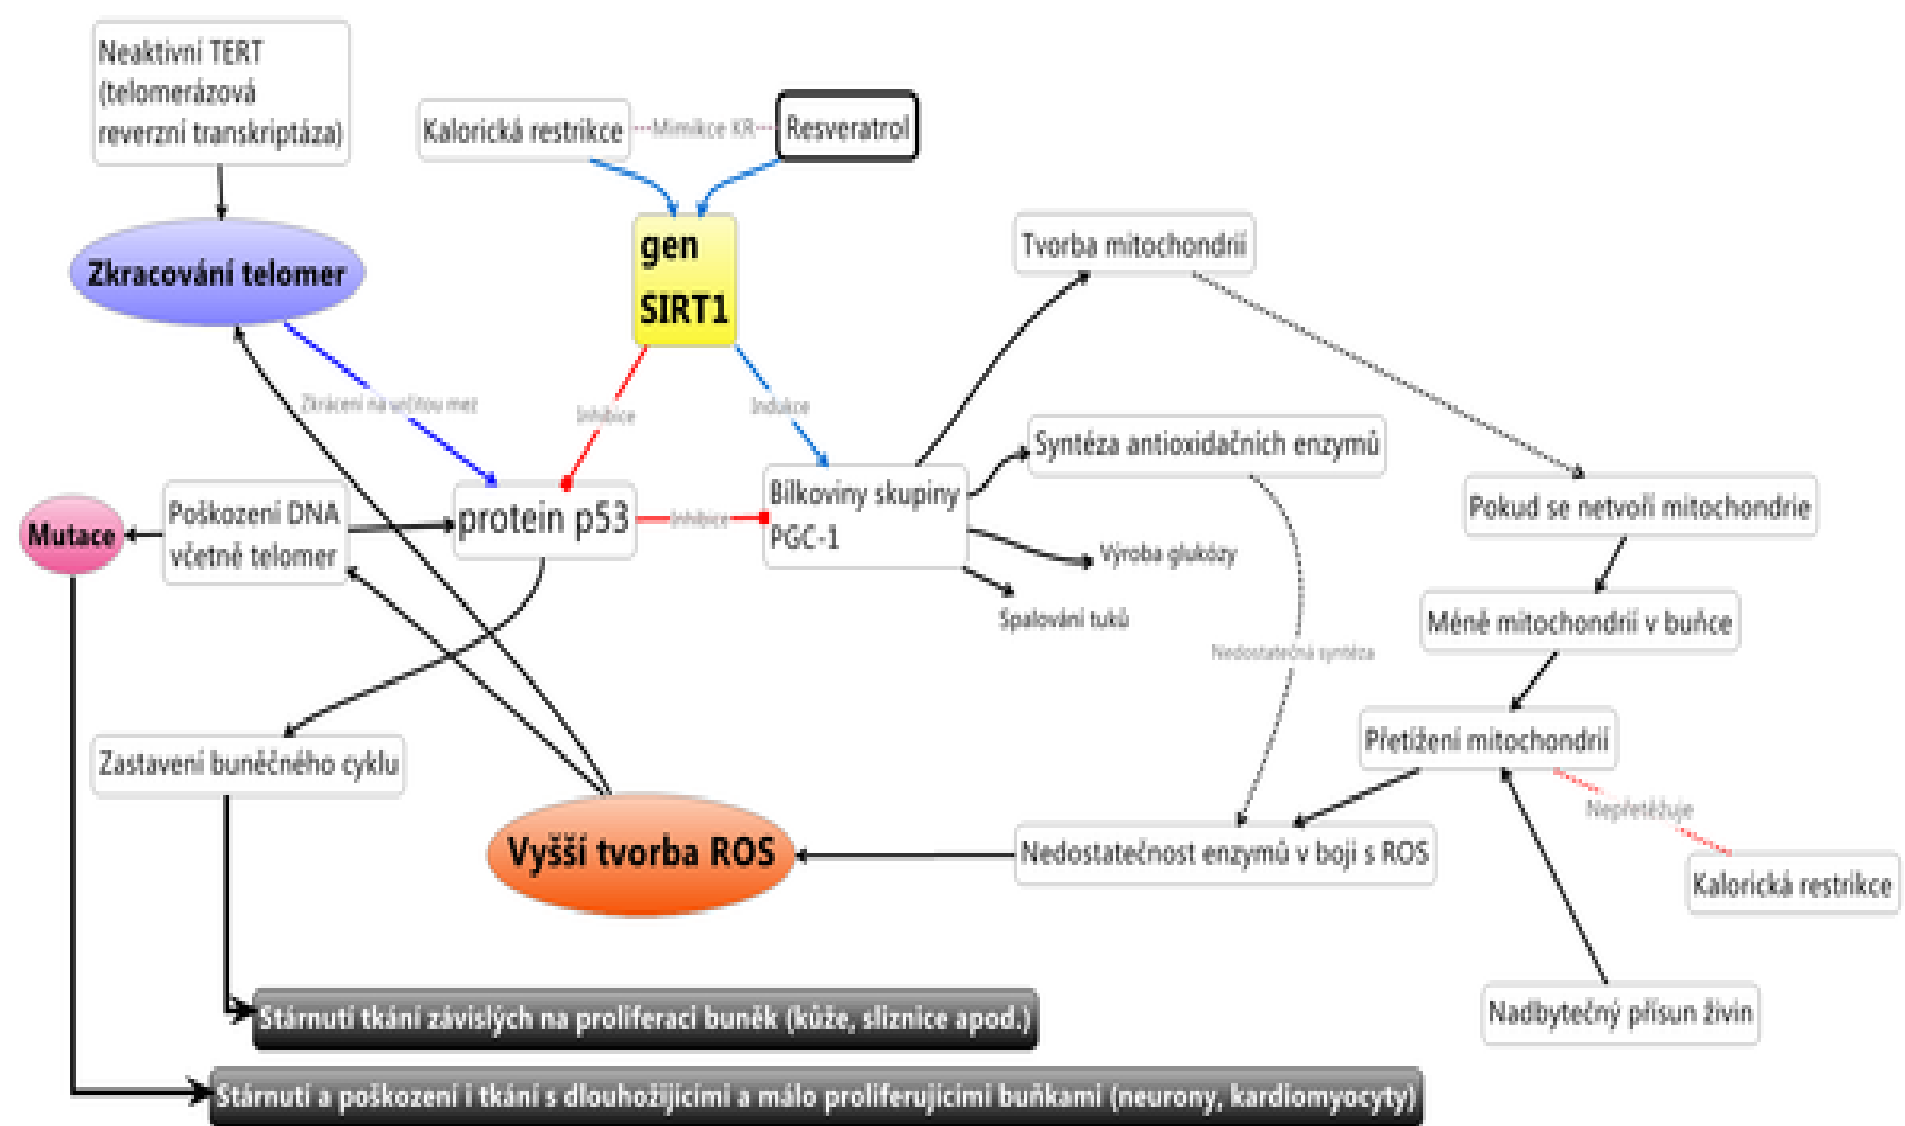 Neaktivní TERT
(telomerázová
reverzní transkriptáza)
Kalorická restrikce
Mimikce KR
Resveratrol
gen
SIRT1
Zkracování telomer
Tvorba mitochondrií
Zkrácení na určitou mez
Inhibice
Indukce
Syntéza antioxidačních enzymů
Mutace
Poškození DNA
včetně telomer
protein p53
Inhibice
Bílkoviny skupiny
PGC-1
Pokud se netvoří mitochondrie
Výroba glukózy
Spalování tuků
Méně mitochondrií v buňce
Nedostatečná syntéza
Zastavení buněčného cyklu
Přetížení mitochondrií
Nepřetěžuje
Vyšší tvorba ROS
Nedostatečnost enzymů v boji s ROS
Kalorická restrikce
Nadbytečný přísun živin
Stárnutí tkání závislých na proliferaci buněk (kůže, sliznice apod.)
Stárnutí a poškození i tkání s dlouhožijícími a málo proliferujícími buňkami (neurony, kardiomyocyty)